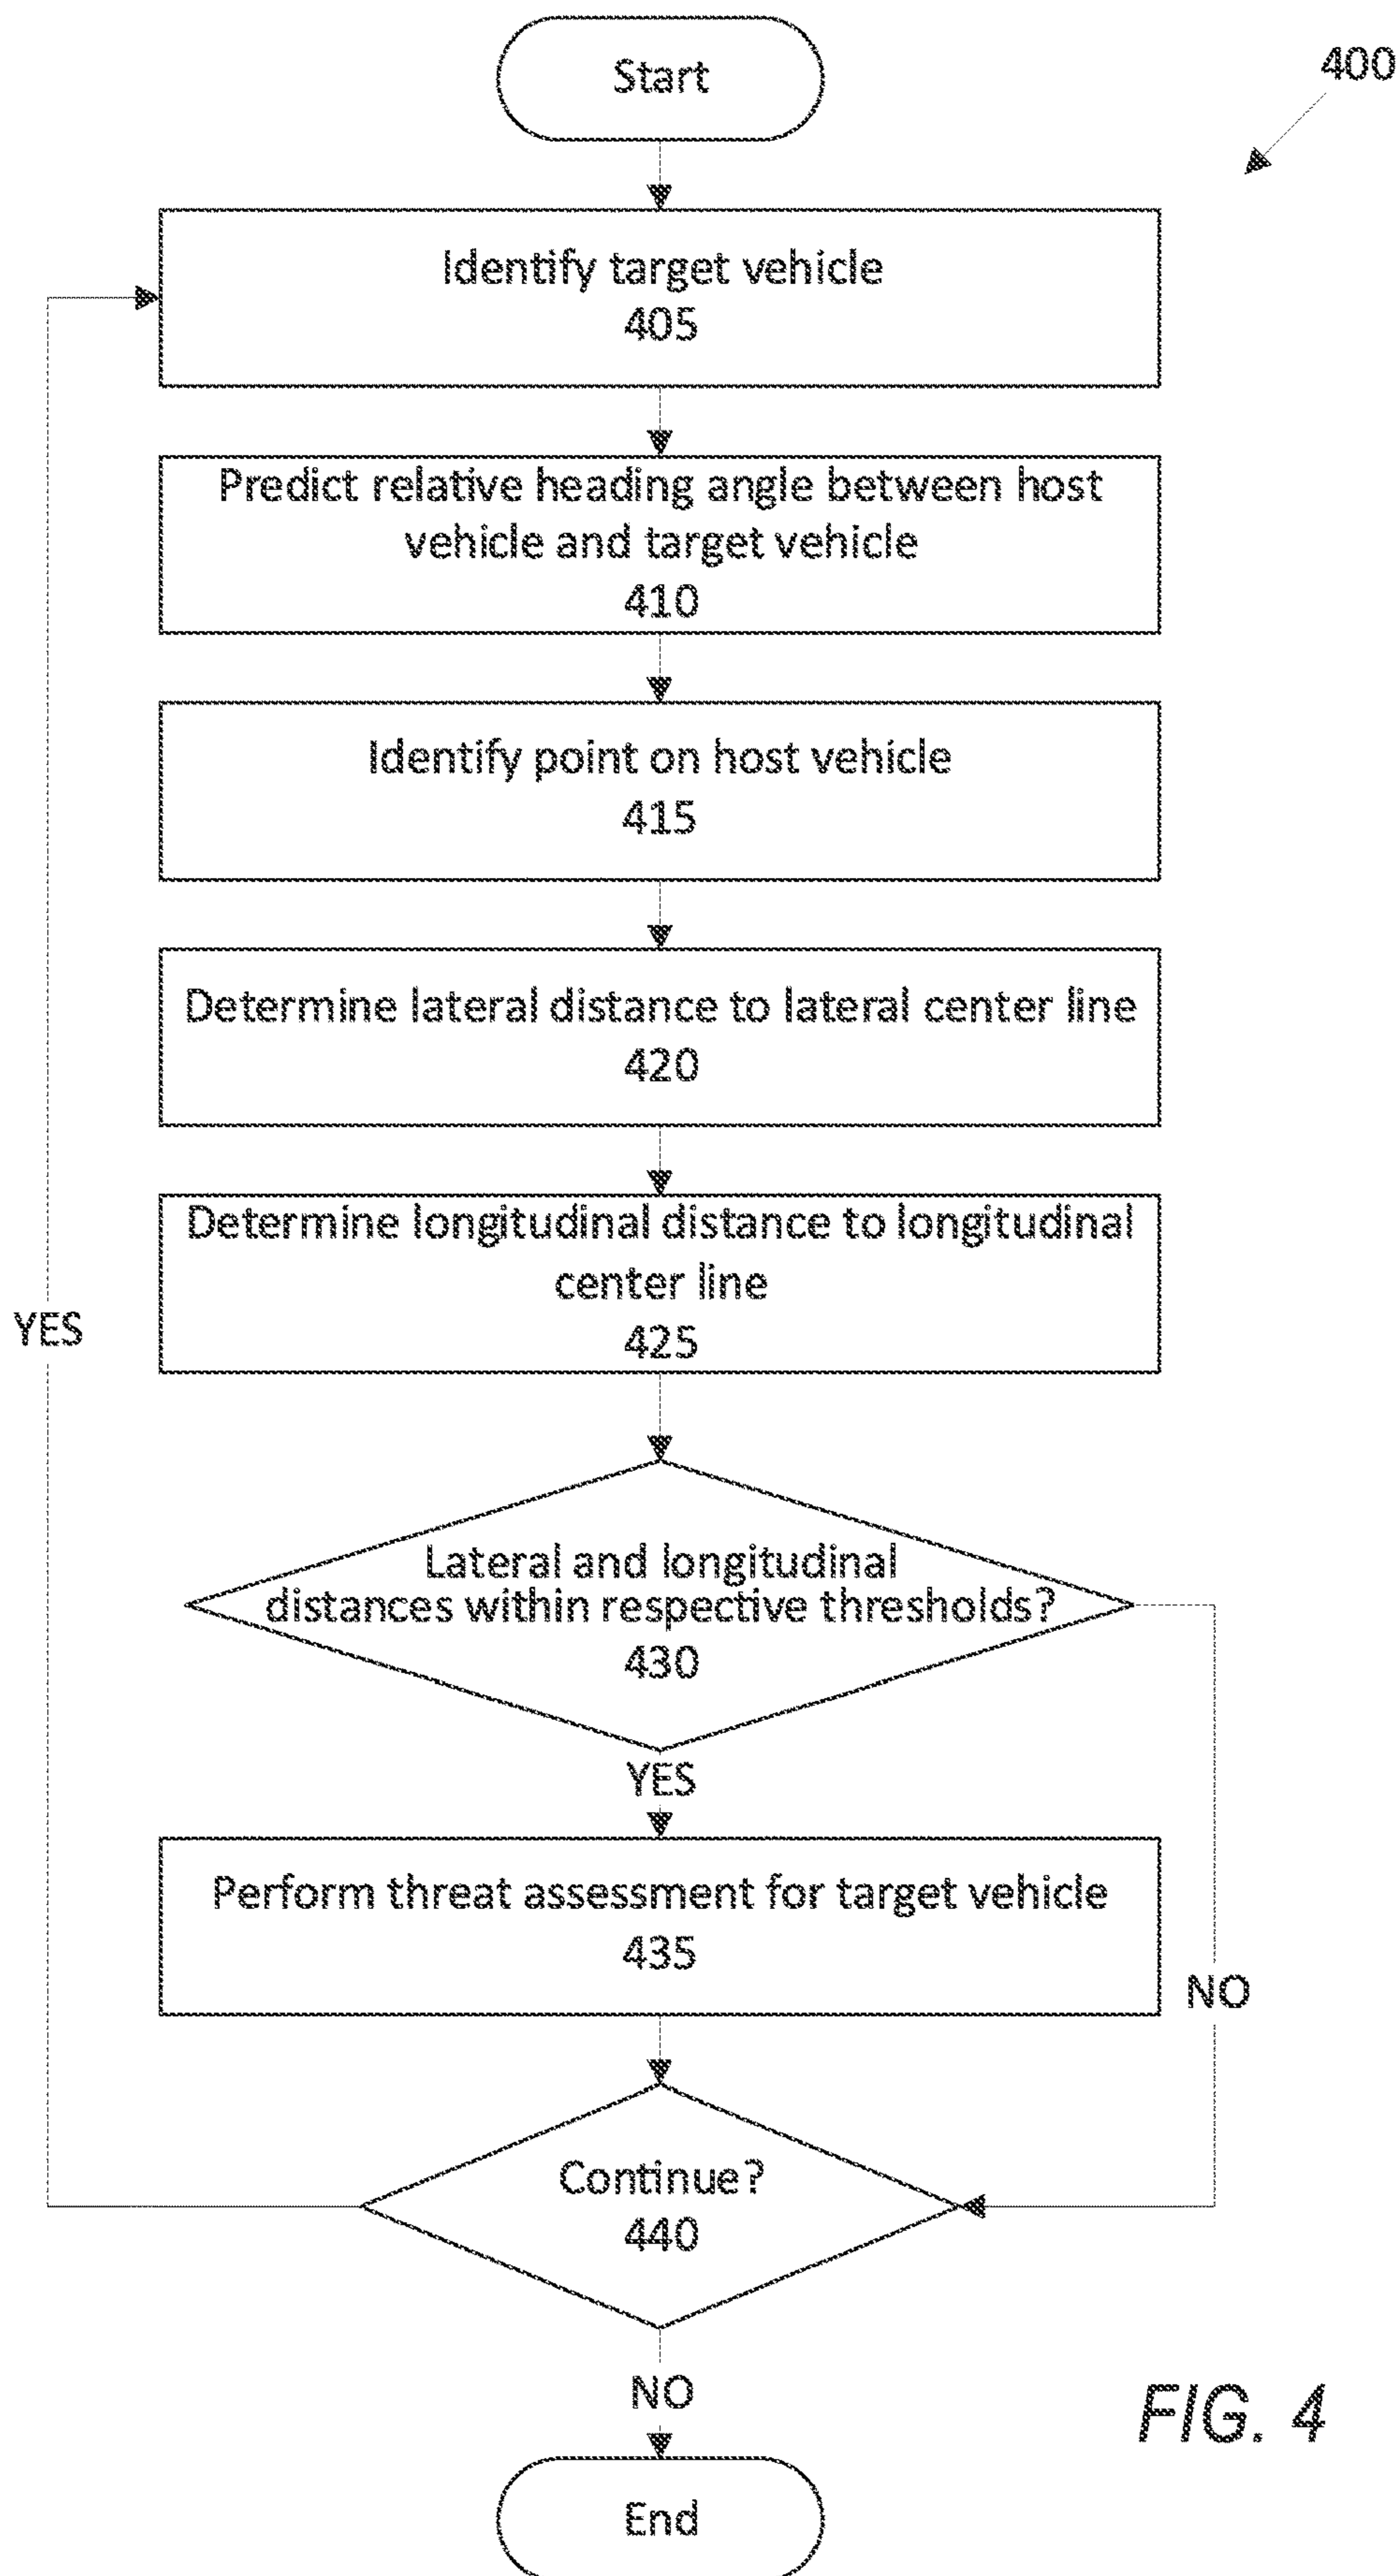 Start
400
Identify target vehicle
405
Predict relative heading angle between host
vehicle and target vehicle
410
Identify point on host vehicle
415
Determine lateral distance to lateral center line
420
Determine longitudinal distance to longitudinal
center line
425
YES
Lateral and longitudinal
distances within respective thresholds?
430
YES
Perform threat assessment for target vehicle
435
NO
Continue?
440
NO
FIG. 4
End